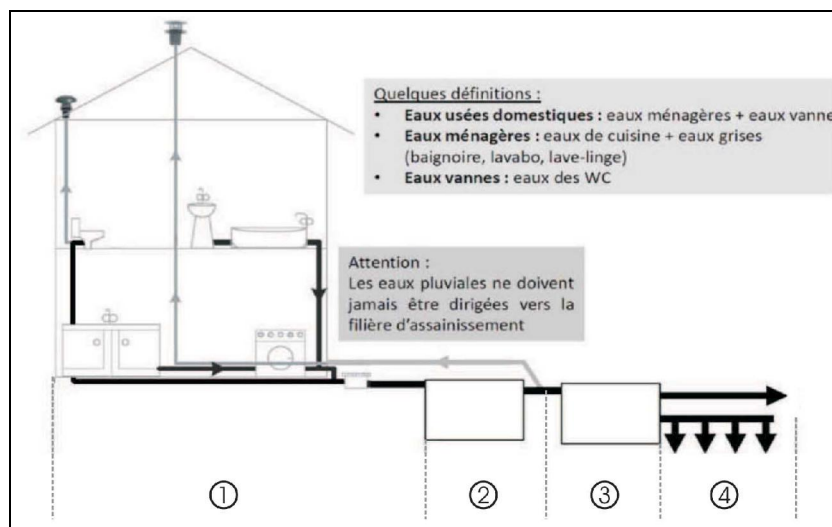 Quelques définitions :
• Eaux usées domestiques : eaux ménagères + eaux vanne
• Eaux ménagères : eaux de cuisine + eaux grises
(baignoire, lavabo, lave-linge)
• Eaux vannes : eaux des WC
Attention :
Les eaux pluviales ne doivent
jamais être dirigées vers la
filière d'assainissement
① ② ③ ④